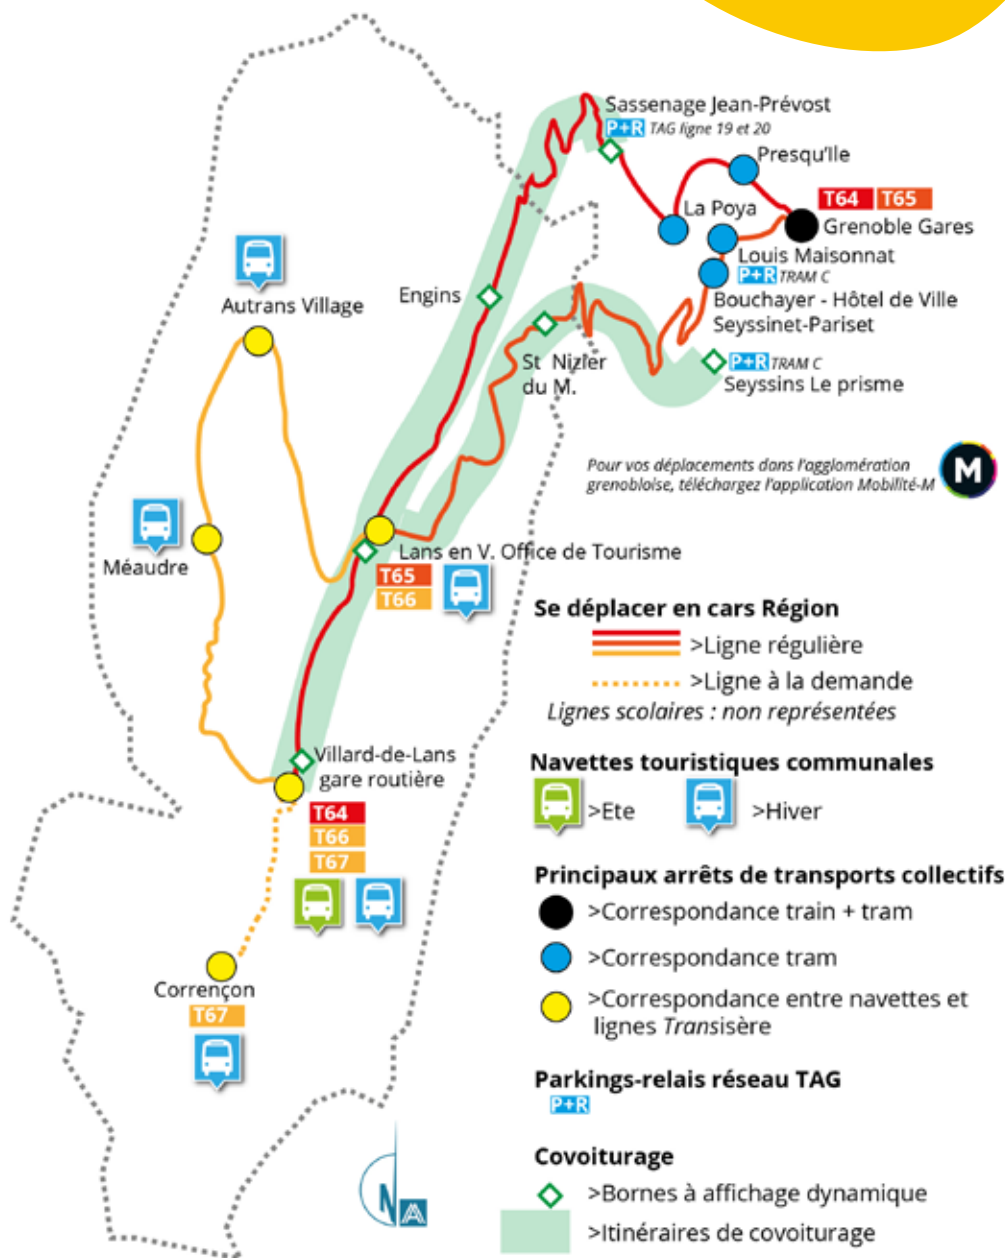 Sassenage Jean-Prévost
P+R TAG ligne 19 et 20
Presqu'Ile
T64 T65
La Poya
Grenoble Gares
Louis Maisonnat
P+R TRAM C
Bouchayer - Hôtel de Ville
Seyssinet-Pariset
Autrans Village
Engins
St Nizier
du M.
P+R TRAM C
Seyssins Le prisme
Pour vos déplacements dans l'agglomération
grenobloise, téléchargez l'application Mobilité-M
M
Méaudre
Lans en V. Office de Tourisme
T65
T66
Se déplacer en cars Région
>Ligne régulière
>Ligne à la demande
Lignes scolaires : non représentées
Villard-de-Lans
gare routière
T64
T66
T67
Navettes touristiques communales
>Ete >Hiver
Principaux arrêts de transports collectifs
>Correspondance train + tram
>Correspondance tram
>Correspondance entre navettes et
lignes Transisère
Corrençon
T67
Parkings-relais réseau TAG
P+R
Covoiturage
>Bornes à affichage dynamique
>Itinéraires de covoiturage
N